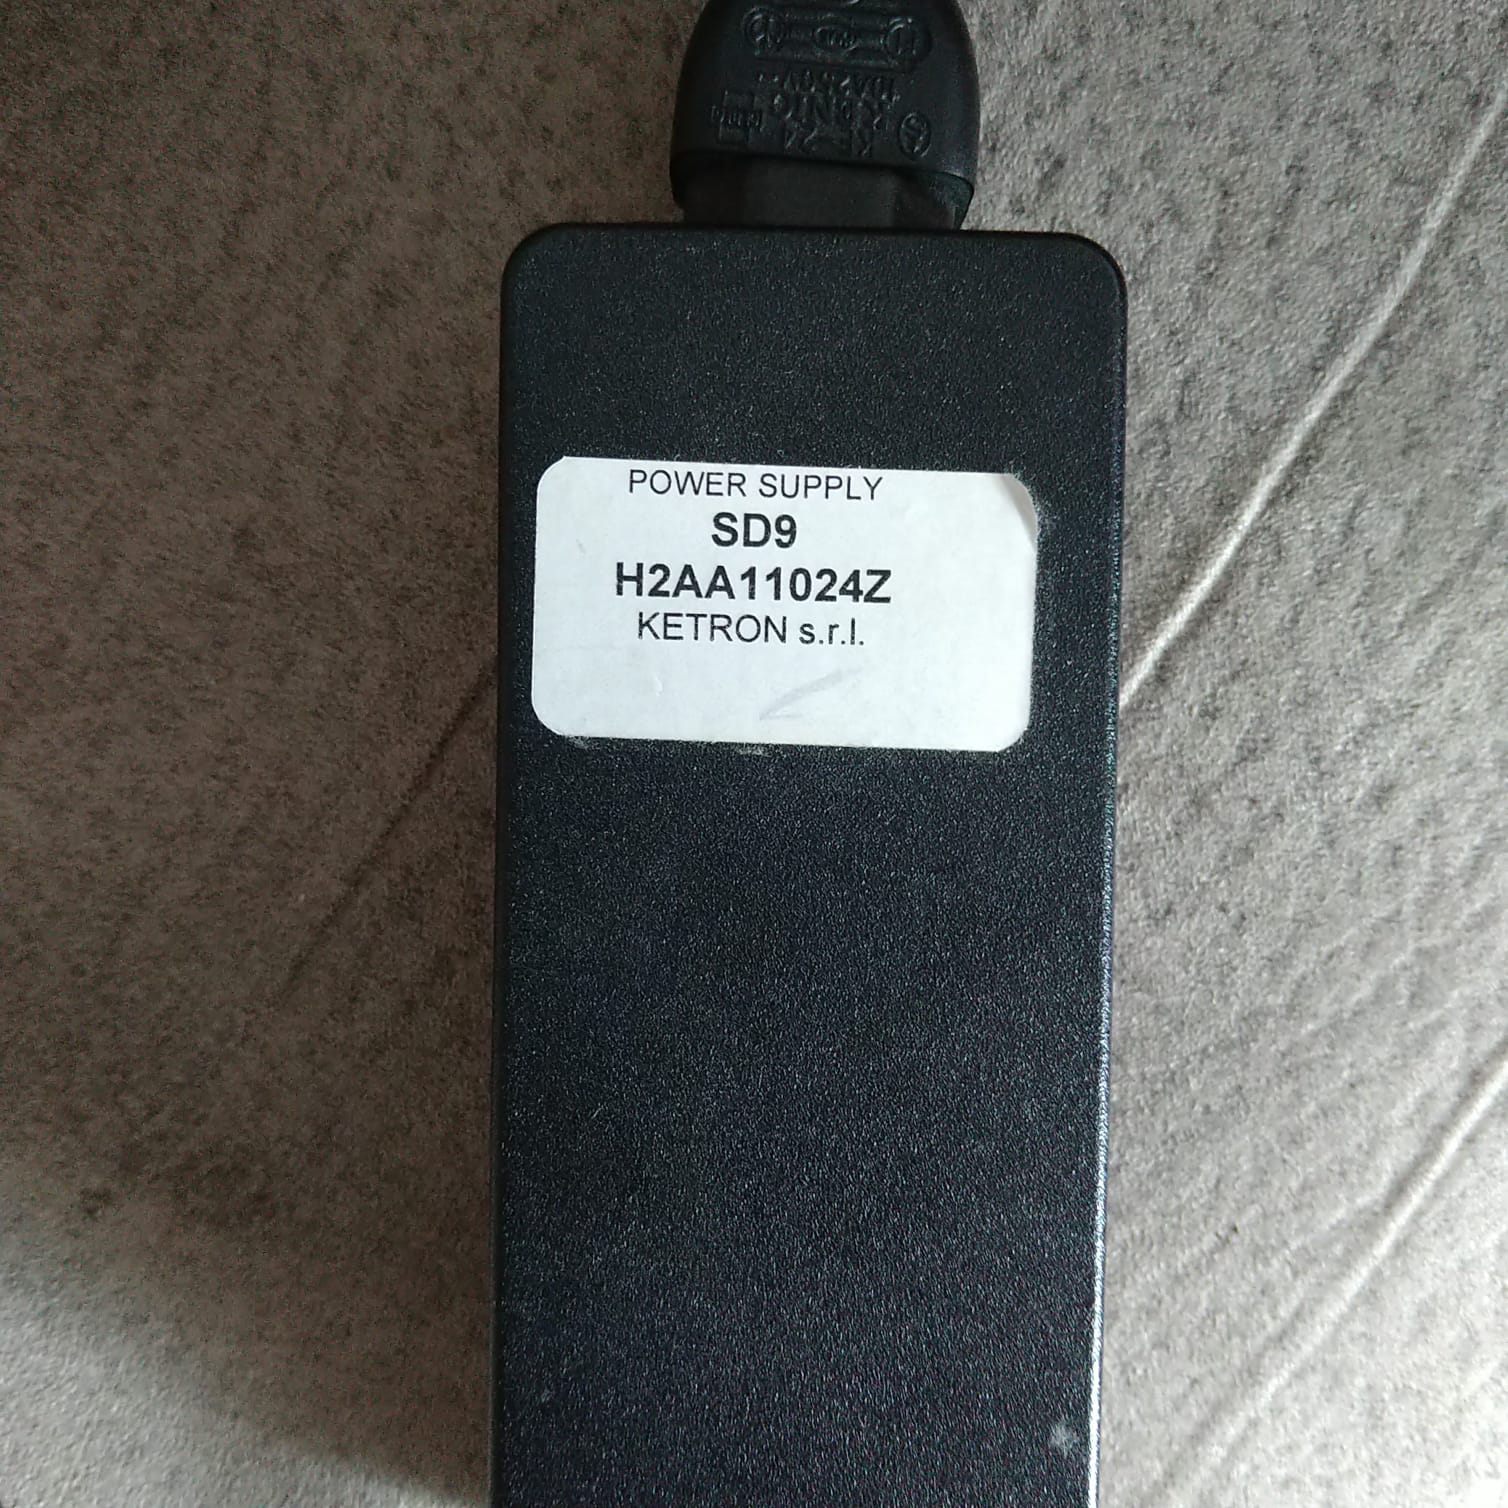 POWER SUPPLY
SD9
H2AA11024Z
KETRON s.r.l.